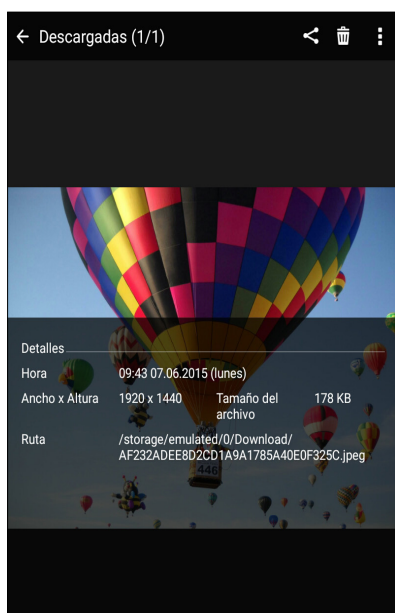 Descargadas (1/1)
Detalles
Hora 09:43 07.06.2015 (lunes)
Ancho x Altura 1920 x 1440 Tamaño del archivo 178 KB
Ruta /storage/emulated/0/Download/
AF232ADEE8D2CD1A9A1785A40E0F325C.jpeg
446